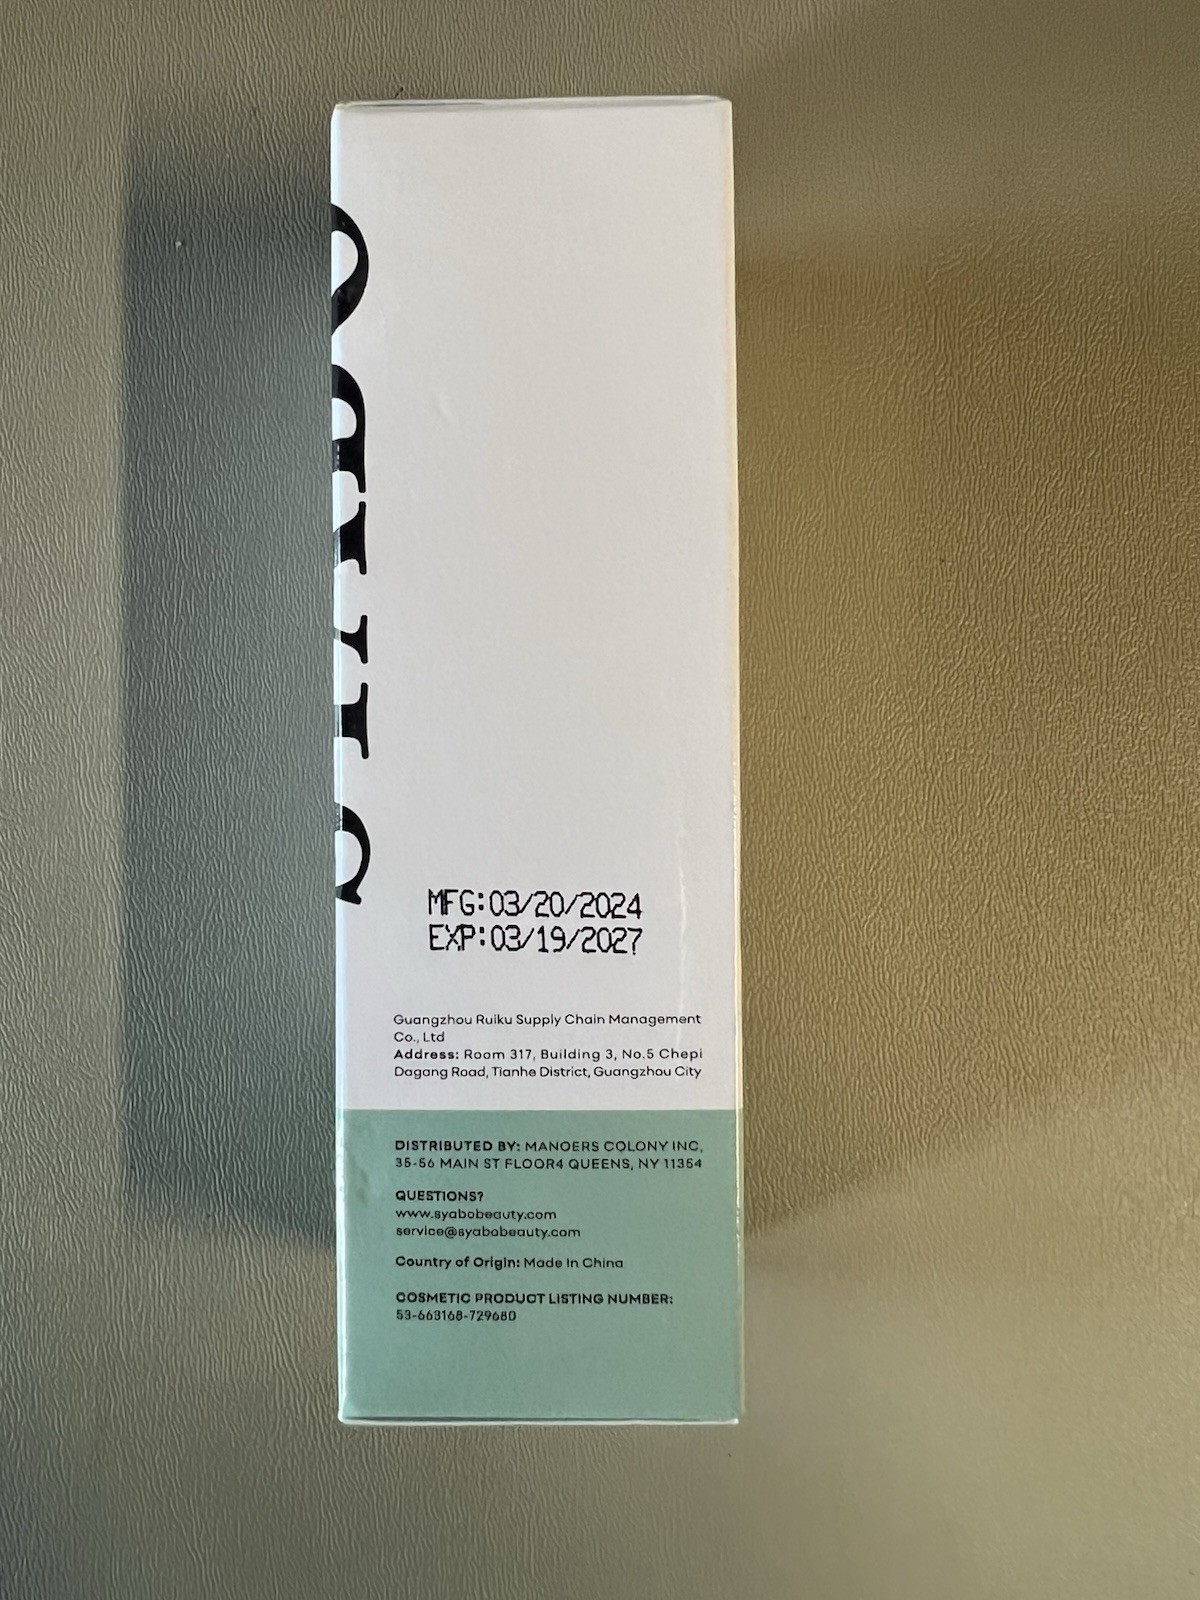 MFG:03/20/2024
EXP:03/19/2027
Guangzhou Ruiku Supply Chain Management
Co., Ltd
Address: Room 317, Building 3, No.5 Chepi
Dagang Road, Tianhe District, Guangzhou City
DISTRIBUTED BY: MANOERS COLONY INC,
35-56 MAIN ST FLOOR4 QUEENS, NY 11354
QUESTIONS?
www.syabobeauty.com
service@syabobeauty.com
Country of Origin: Made In China
COSMETIC PRODUCT LISTING NUMBER:
53-663168-729680